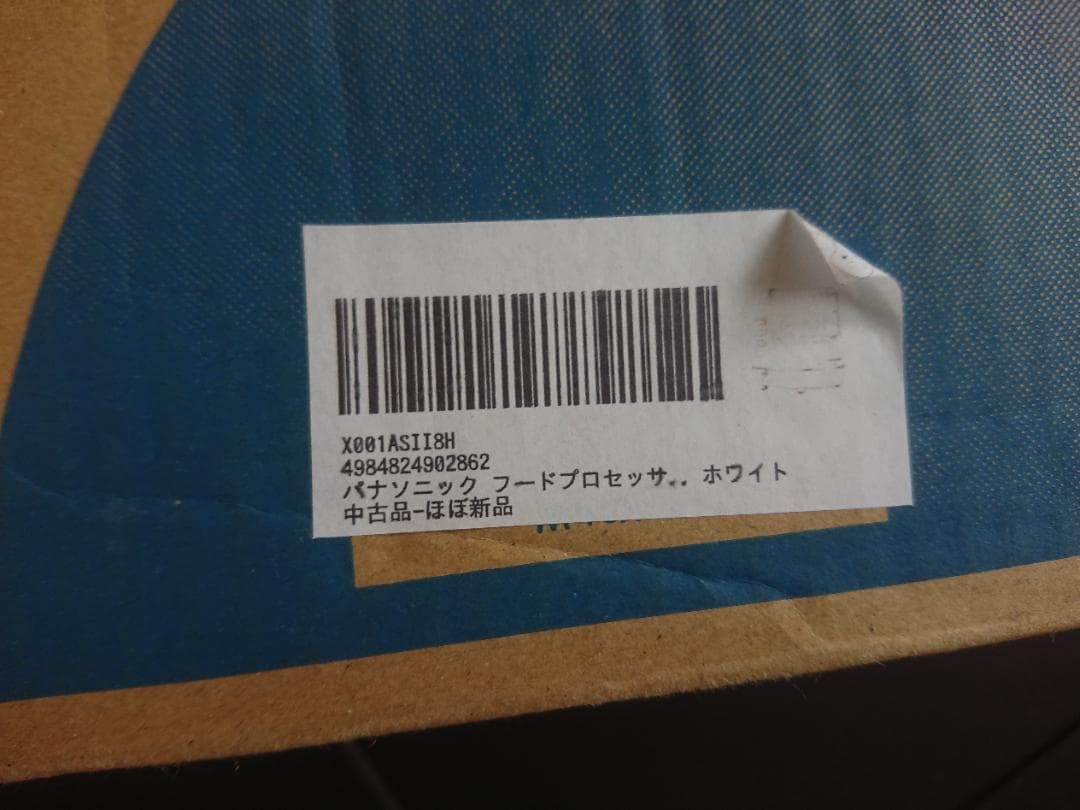 X001ASII8H
4984824902862
パナソニック フードプロセッサ.. ホワイト
中古品-ほぼ新品